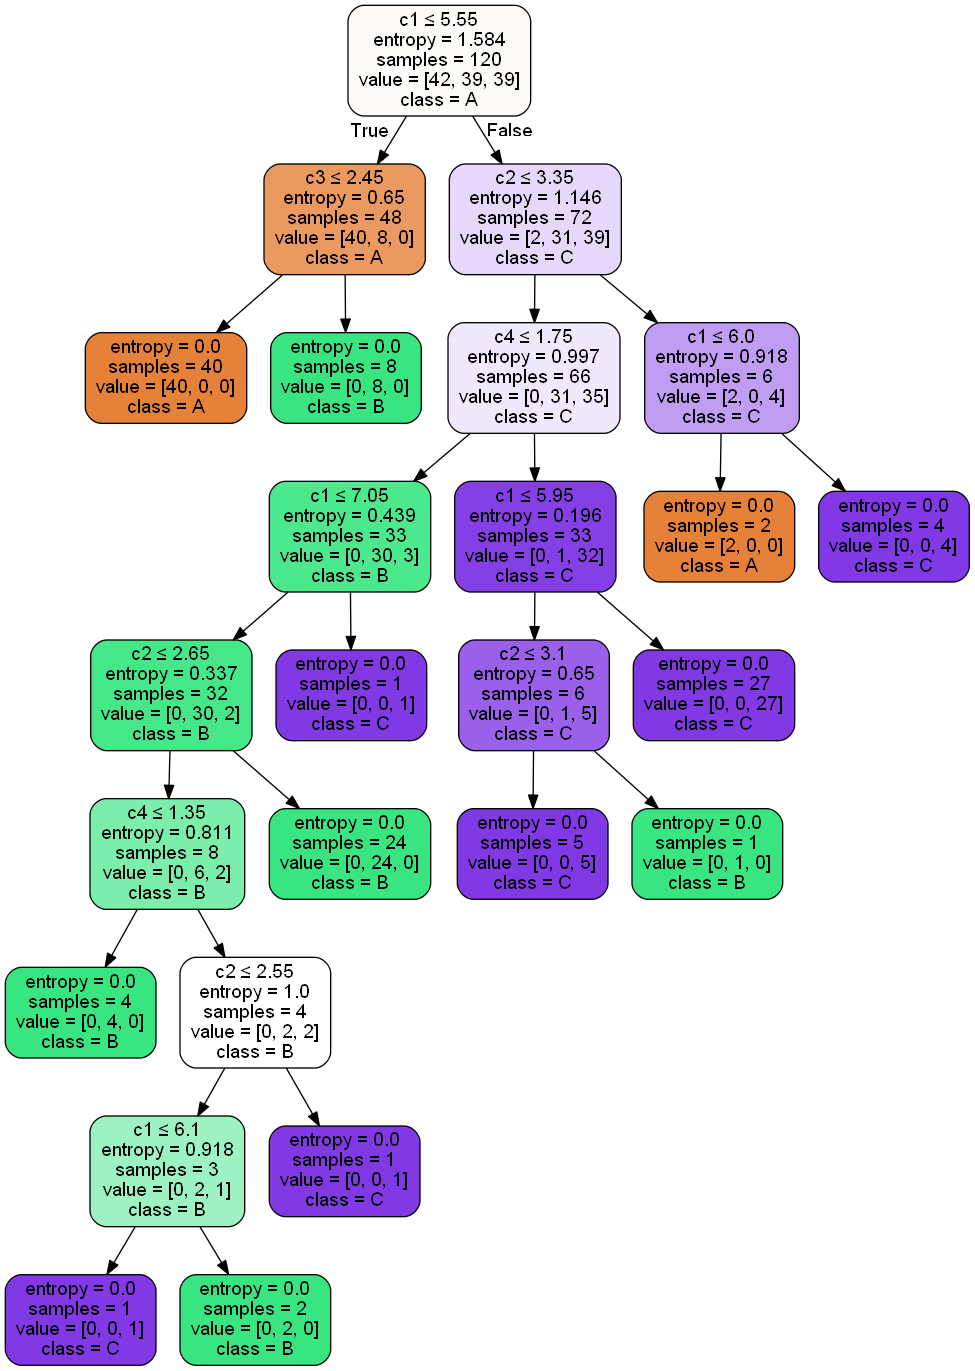 c1 ≤ 5.55
entropy = 1.584
samples = 120
value = [42, 39, 39]
class = A
True
False
c3 ≤ 2.45
entropy = 0.65
samples = 48
value = [40, 8, 0]
class = A
c2 ≤ 3.35
entropy = 1.146
samples = 72
value = [2, 31, 39]
class = C
entropy = 0.0
samples = 40
value = [40, 0, 0]
class = A
entropy = 0.0
samples = 8
value = [0, 8, 0]
class = B
c4 ≤ 1.75
entropy = 0.997
samples = 66
value = [0, 31, 35]
class = C
c1 ≤ 6.0
entropy = 0.918
samples = 6
value = [2, 0, 4]
class = C
c1 ≤ 7.05
entropy = 0.439
samples = 33
value = [0, 30, 3]
class = B
c1 ≤ 5.95
entropy = 0.196
samples = 33
value = [0, 1, 32]
class = C
entropy = 0.0
samples = 2
value = [2, 0, 0]
class = A
entropy = 0.0
samples = 4
value = [0, 0, 4]
class = C
c2 ≤ 2.65
entropy = 0.337
samples = 32
value = [0, 30, 2]
class = B
entropy = 0.0
samples = 1
value = [0, 0, 1]
class = C
c2 ≤ 3.1
entropy = 0.65
samples = 6
value = [0, 1, 5]
class = C
entropy = 0.0
samples = 27
value = [0, 0, 27]
class = C
c4 ≤ 1.35
entropy = 0.811
samples = 8
value = [0, 6, 2]
class = B
entropy = 0.0
samples = 24
value = [0, 24, 0]
class = B
entropy = 0.0
samples = 5
value = [0, 0, 5]
class = C
entropy = 0.0
samples = 1
value = [0, 1, 0]
class = B
entropy = 0.0
samples = 4
value = [0, 4, 0]
class = B
c2 ≤ 2.55
entropy = 1.0
samples = 4
value = [0, 2, 2]
class = B
c1 ≤ 6.1
entropy = 0.918
samples = 3
value = [0, 2, 1]
class = B
entropy = 0.0
samples = 1
value = [0, 0, 1]
class = C
entropy = 0.0
samples = 1
value = [0, 0, 1]
class = C
entropy = 0.0
samples = 2
value = [0, 2, 0]
class = B